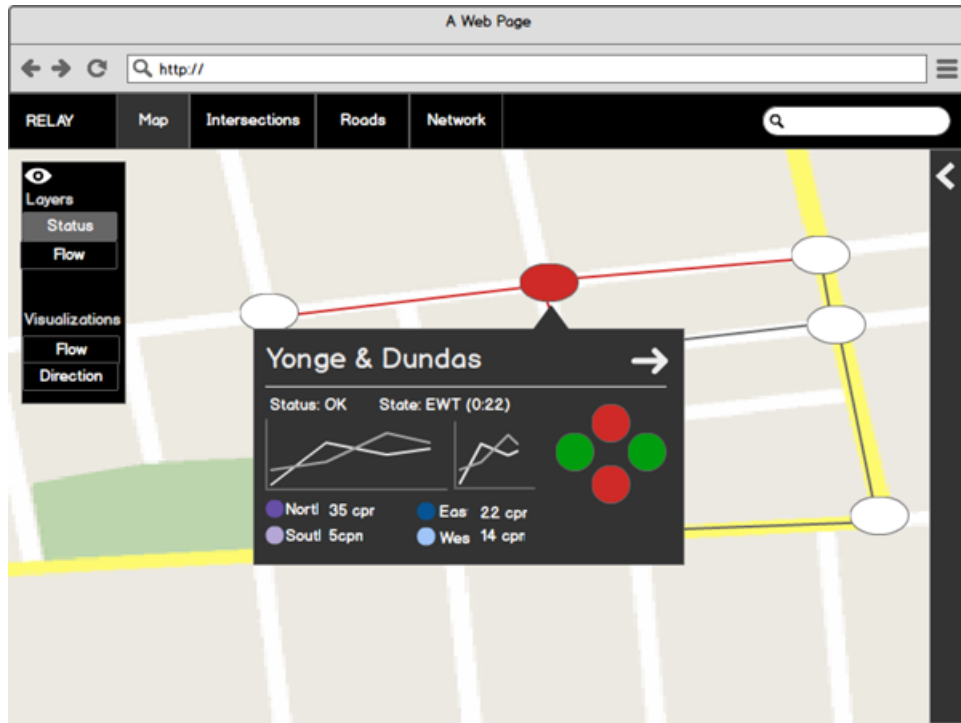 A Web Page
http://
RELAY Map Intersections Roads Network
Layers
Status
Flow
Visualizations
Flow
Direction
Yonge & Dundas
Status: OK State: EWT (0:22)
Nortl 35 cpr Eas 22 cpr
Soutl 5cpn Wes 14 cpn